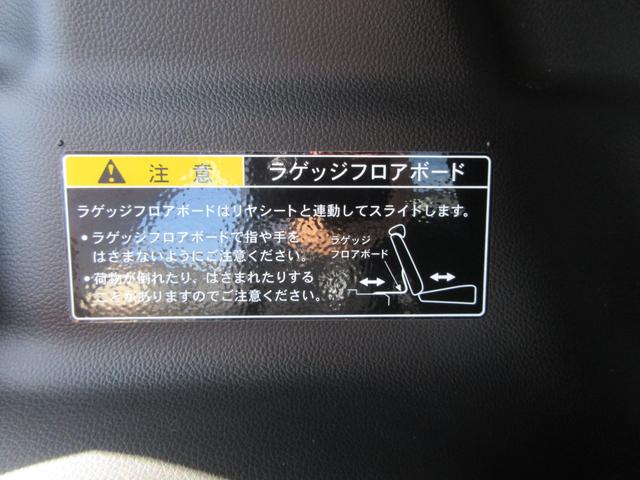 注意 ラゲッジフロアボード
ラゲッジフロアボードはリヤシートと連動してスライドします。
●ラゲッジフロアボードで指や手を
はさまないようにご注意ください。
●荷物が倒れたり、はさまれたりする
ことがありますのでご注意ください。
ラゲッジ
フロアボード